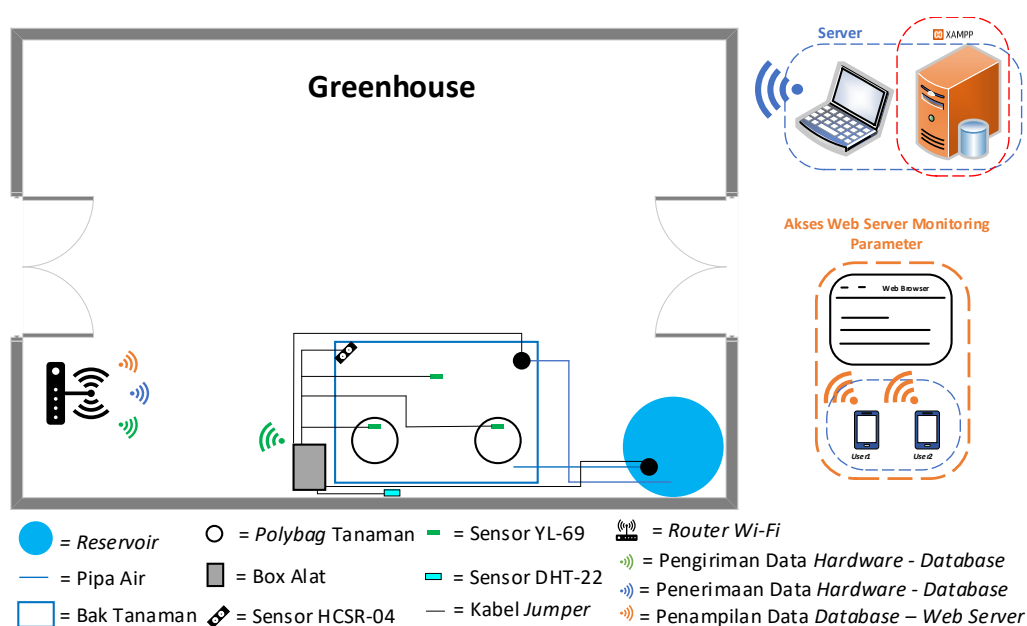 Server
XAMPP
Greenhouse
Akses Web Server Monitoring
Parameter
Web Browser
User1
User2
= Reservoir
= Polybag Tanaman
= Sensor YL-69
= Router Wi-Fi
= Pengiriman Data Hardware - Database
= Pipa Air
= Box Alat
= Sensor DHT-22
= Penerimaan Data Hardware - Database
= Bak Tanaman
= Sensor HCSR-04
= Kabel Jumper
= Penampilan Data Database – Web Server